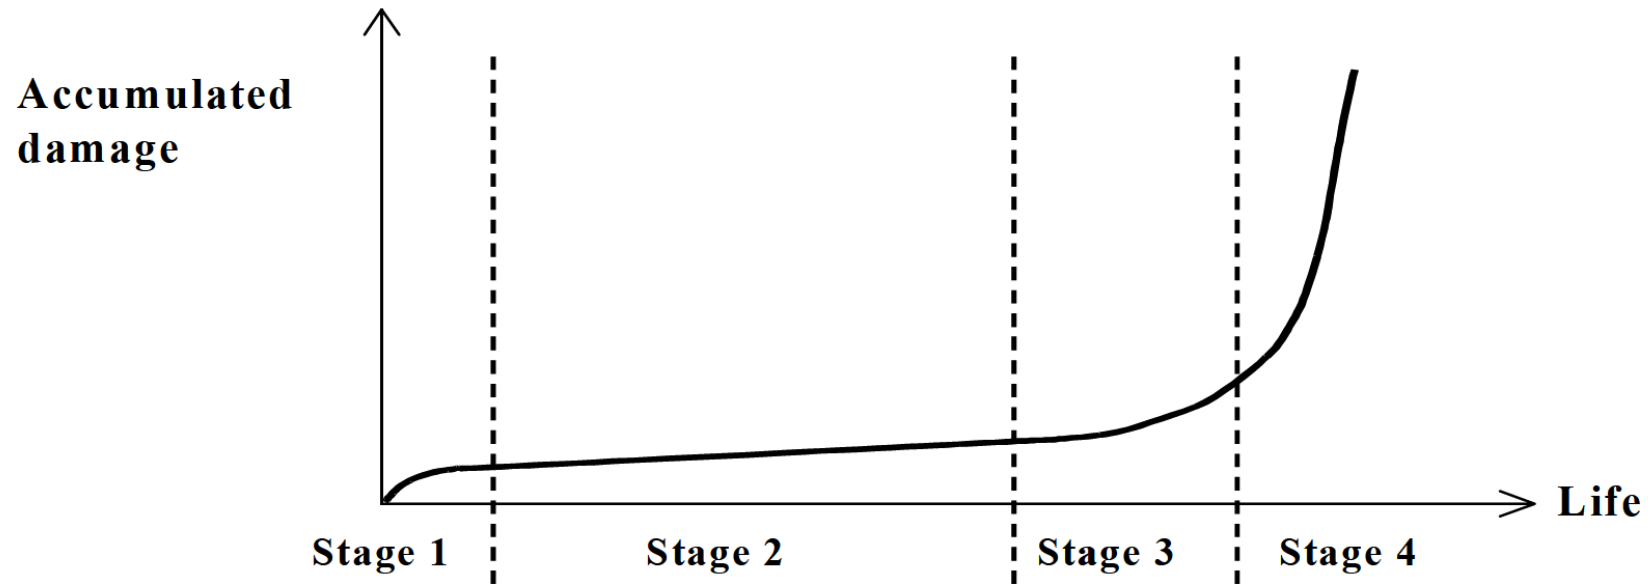 Accumulated
damage
Life
Stage 1
Stage 2
Stage 3
Stage 4